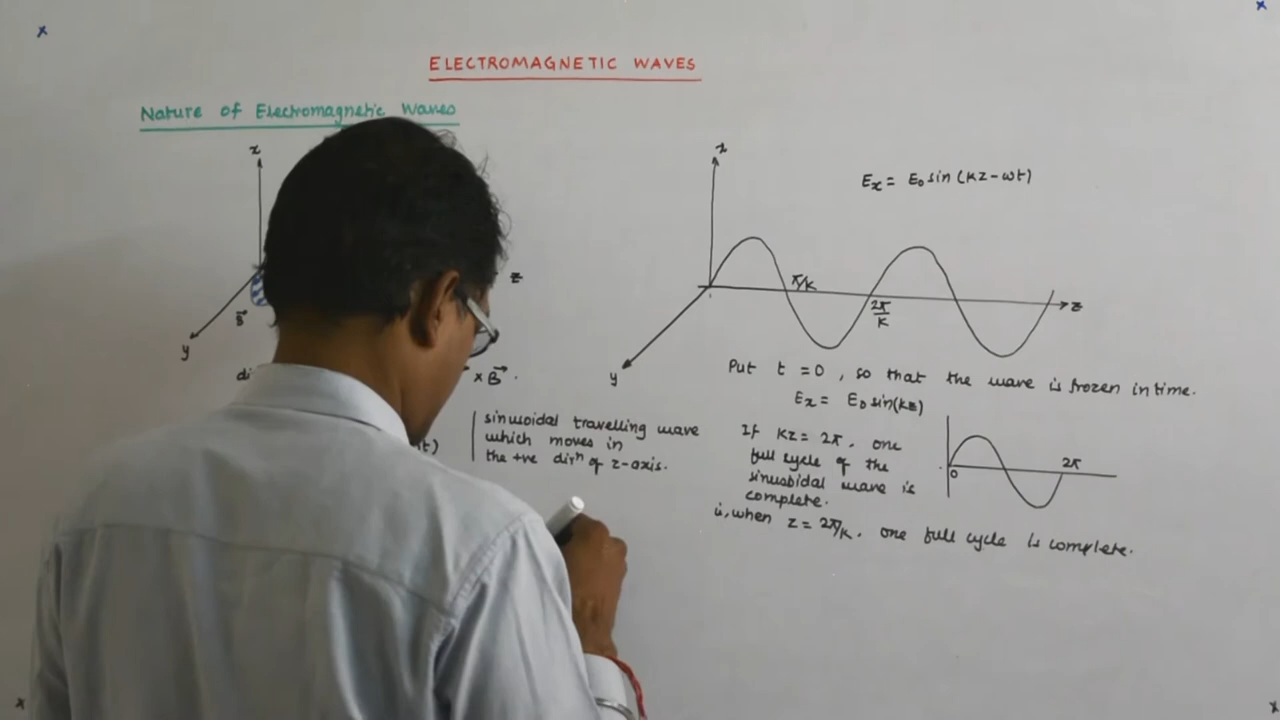 ELECTROMAGNETIC WAVES
Nature of Electromagnetic Waves
x
z
B
y
x B .
t)
sinusoidal travelling wave
which moves in
the +ve dirⁿ of z-axis.
x
Ex = E0 sin (kz - ωt)
π/k
2π/k
z
y
Put t = 0 , so that the wave is frozen in time.
Ex = E0 sin(kz)
If kz = 2π , one
full cycle of the
sinusoidal wave is
complete.
0
2π
ie, when z = 2π/k , one full cycle is complete.